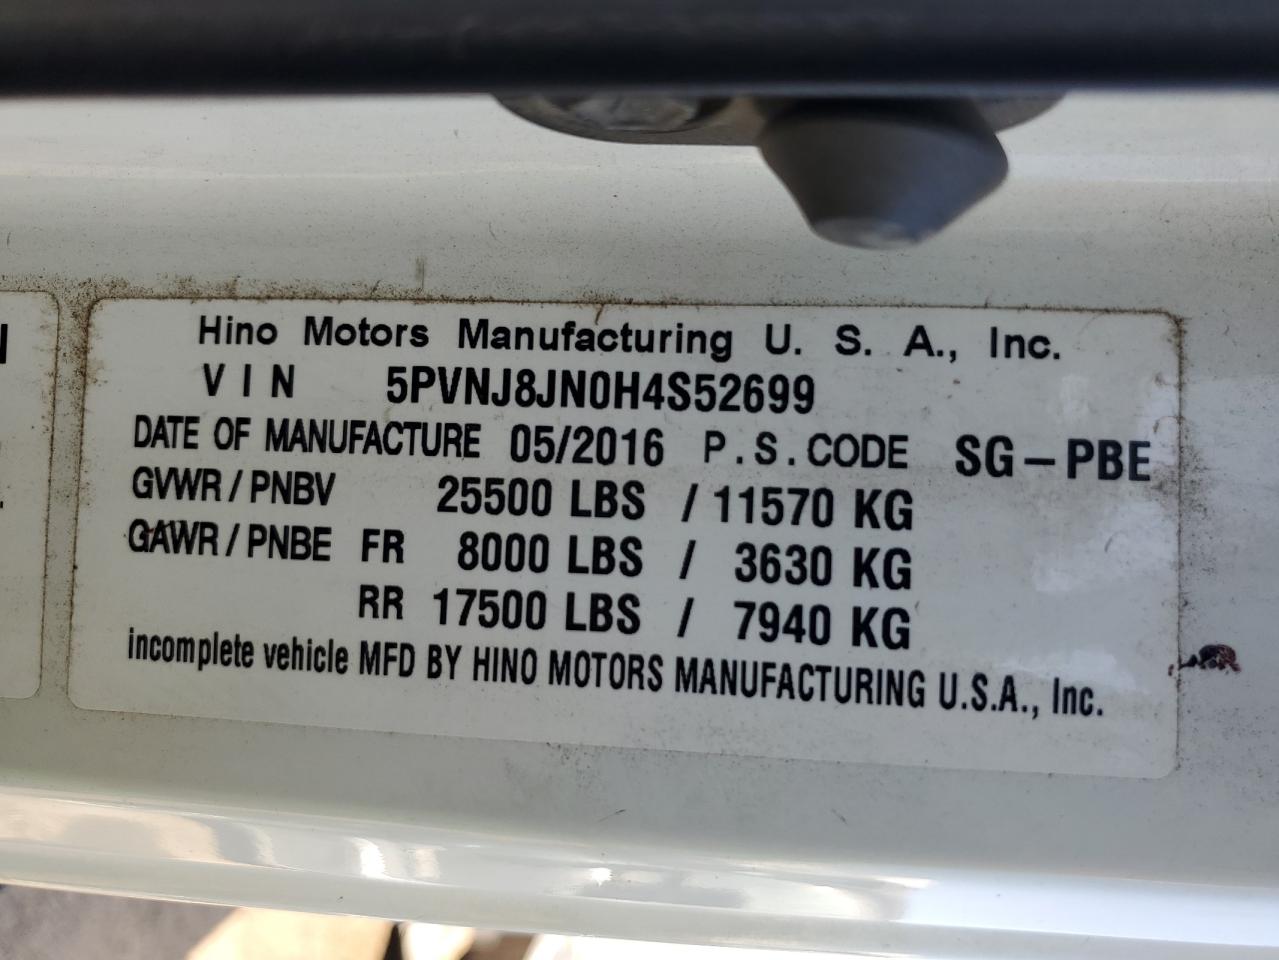 Hino Motors Manufacturing U. S. A., Inc.
VIN 5PVNJ8JN0H4S52699
DATE OF MANUFACTURE 05/2016 P.S.CODE SG-PBE
GVWR/PNBV 25500 LBS / 11570 KG
GAWR/PNBE FR 8000 LBS / 3630 KG
RR 17500 LBS / 7940 KG
incomplete vehicle MFD BY HINO MOTORS MANUFACTURING U.S.A., Inc.